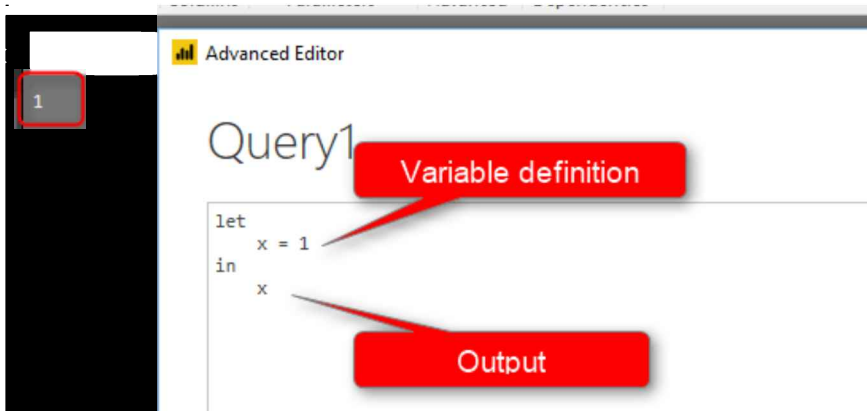 1
Advanced Editor
Query1
Variable definition
let
x = 1
in
x
Output